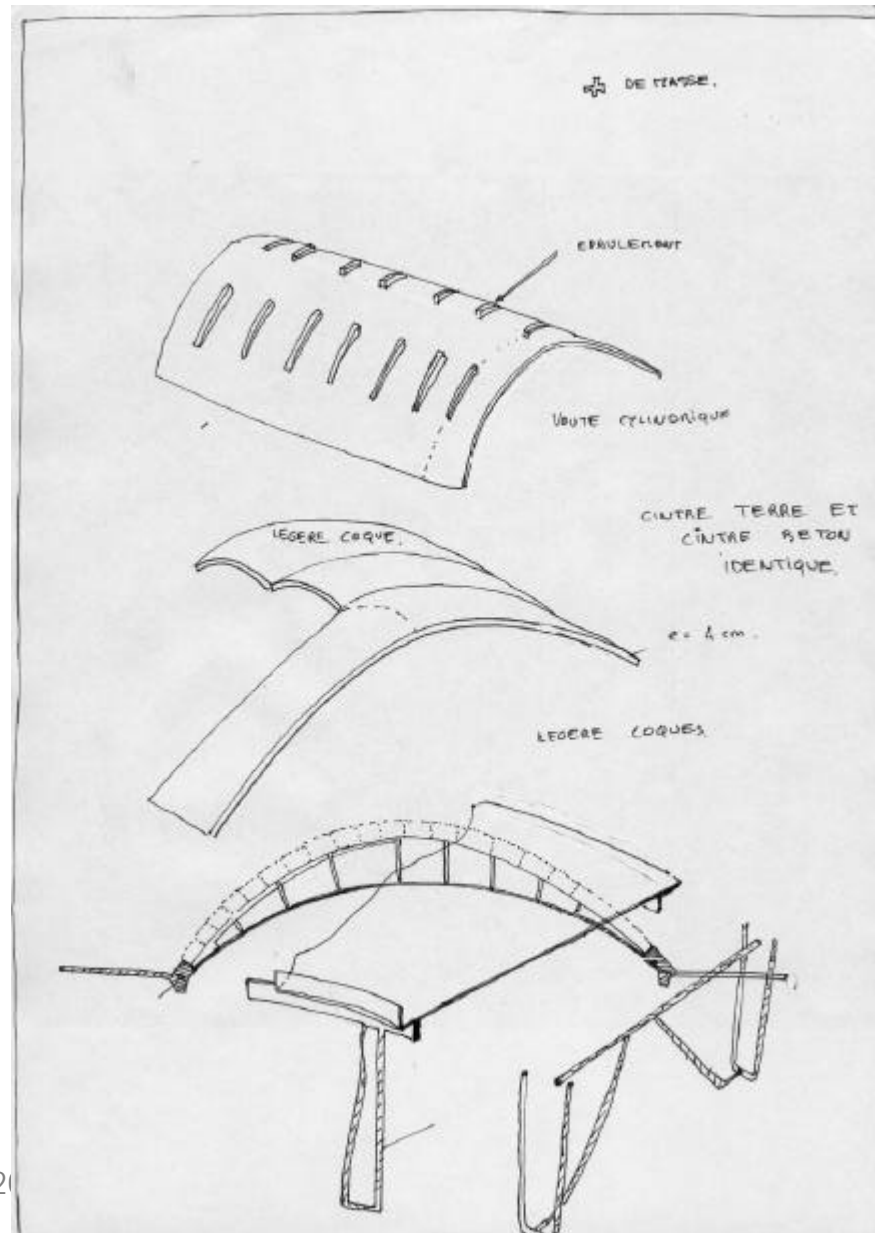 + DE MASSE.
EPAULEMENT
VOUTE CYLINDRIQUE
CINTRE TERRE ET
CINTRE BETON
IDENTIQUE.
LEGERE COQUE.
e = 4 cm.
LEGERE COQUES.